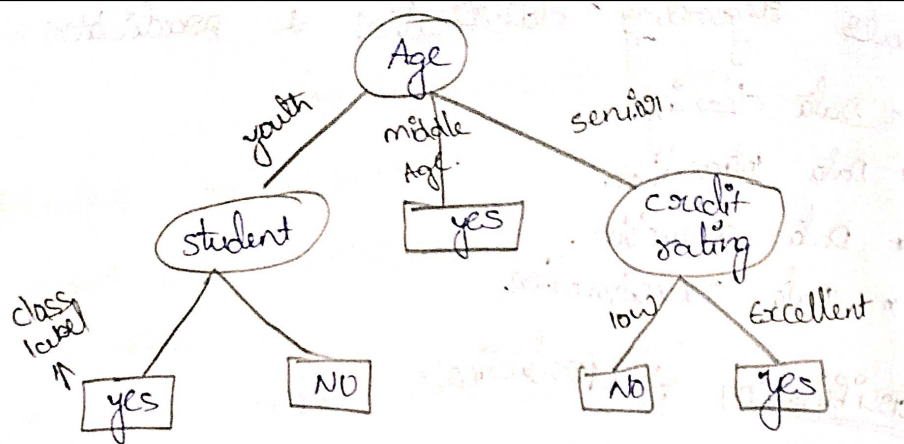 Age
youth
middle
Age.
senior
student
yes
credit
rating
class
label
low
Excellent
yes
NO
NO
yes